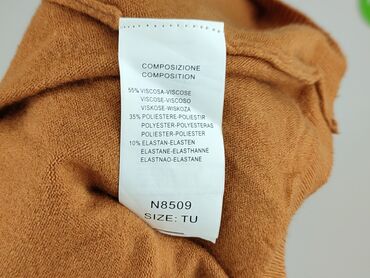 COMPOSIZIONE
COMPOSITION
55% VISCOSA-VISCOSE
VISCOSE-VISCOSO
VISKOSE-WISKOZA
35% POLIESTERE-POLIESTIR
POLYESTER-POLYESTERAS
POLIESTER-POLIESTER
10% ELASTAN-ELASTEN
ELASTANE-ELASTHANNE
ELASTNAO-ELASTANE
N8509
SIZE: TU